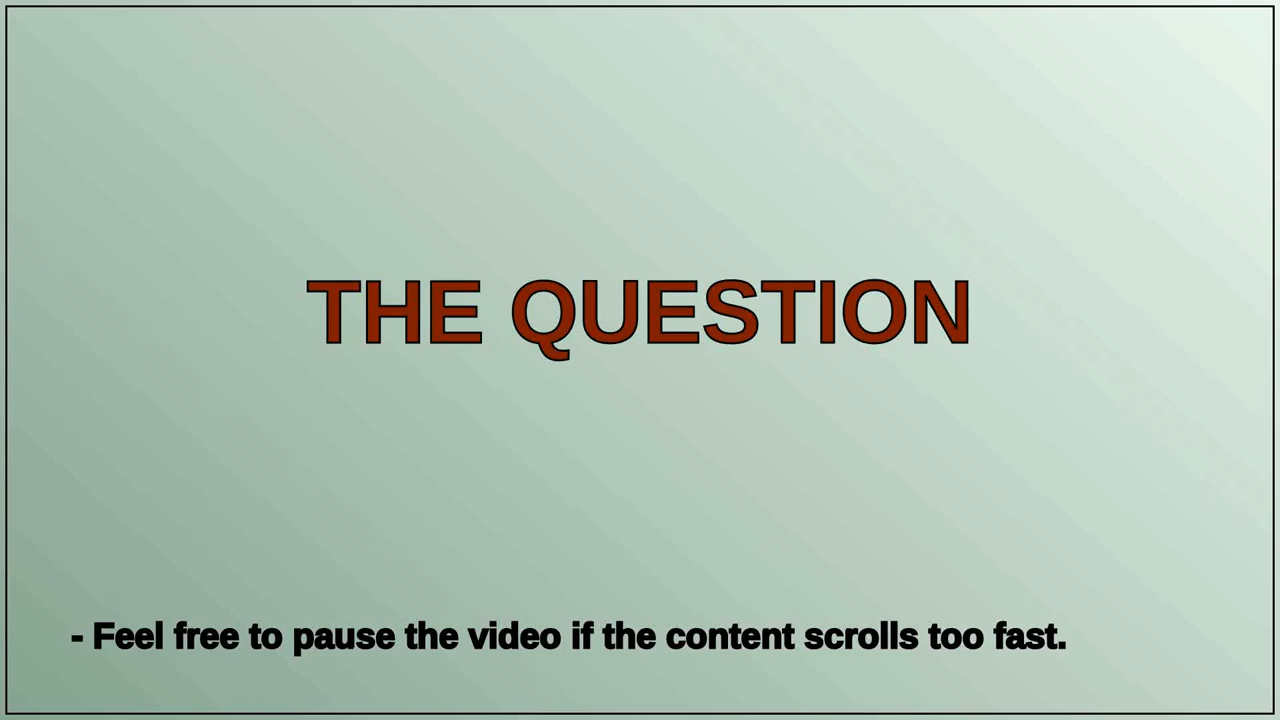 THE QUESTION
- Feel free to pause the video if the content scrolls too fast.